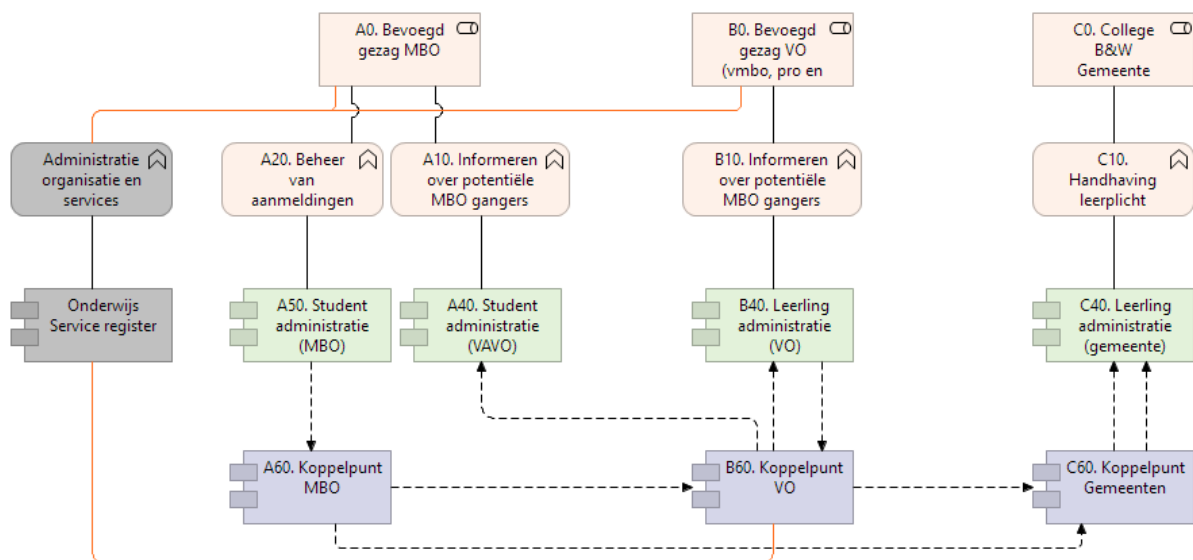 A0. Bevoegd
gezag MBO
B0. Bevoegd
gezag VO
(vmbo, pro en
C0. College
B&W
Gemeente
Administratie
organisatie en
services
A20. Beheer
van
aanmeldingen
A10. Informeren
over potentiële
MBO gangers
B10. Informeren
over potentiële
MBO gangers
C10.
Handhaving
leerplicht
Onderwijs
Service register
A50. Student
administratie
(MBO)
A40. Student
administratie
(VAVO)
B40. Leerling
administratie
(VO)
C40. Leerling
administratie
(gemeente)
A60. Koppelpunt
MBO
B60. Koppelpunt
VO
C60. Koppelpunt
Gemeenten